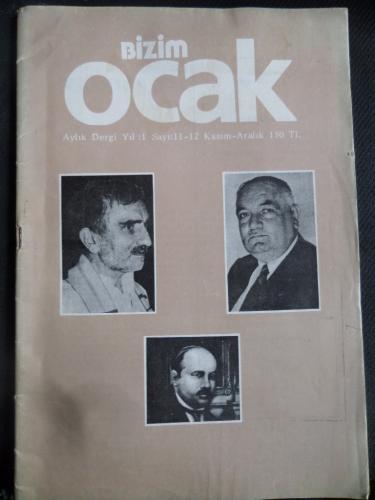 Bizim
ocak
Aylık Dergi Yıl :1 Sayı:11-12 Kasım-Aralık 150 TL.